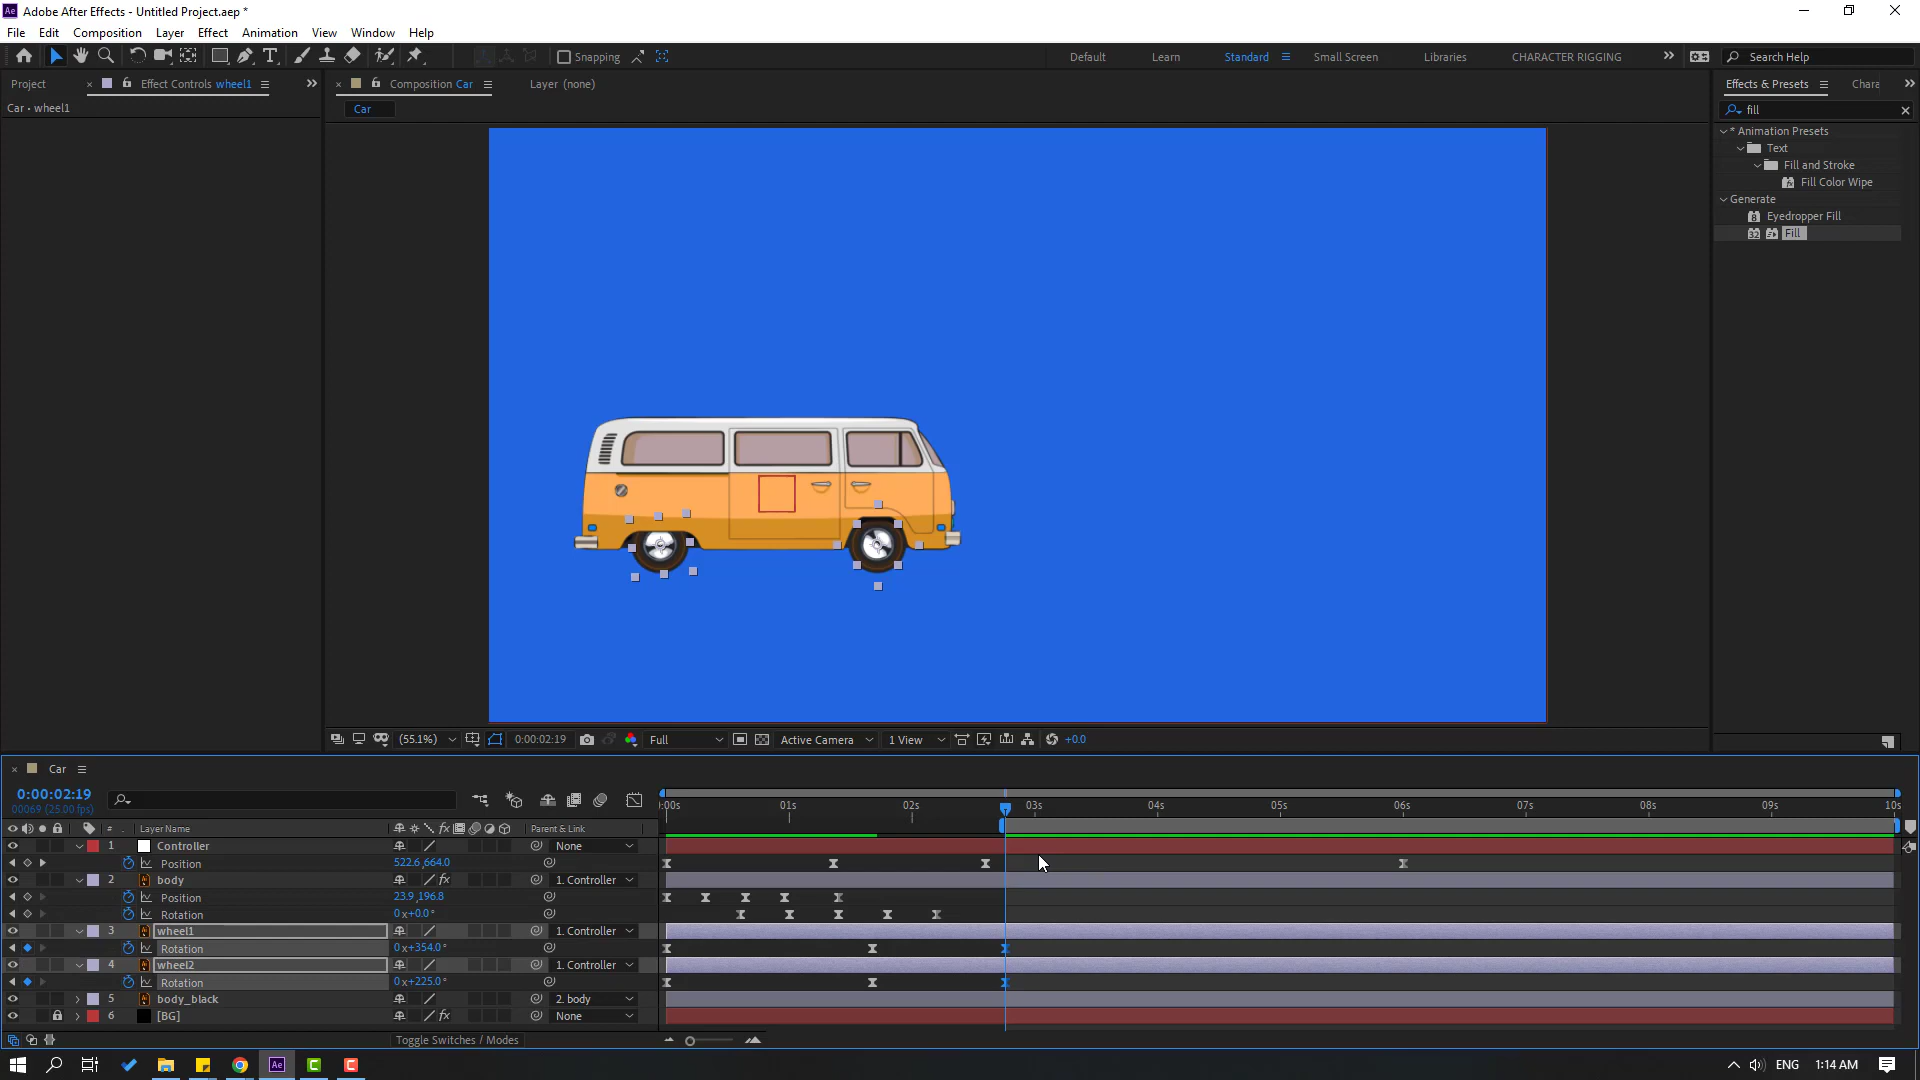 Ae Adobe After Effects - Untitled Project.aep *
File Edit Composition Layer Effect Animation View Window Help
Snapping Default Learn Standard Small Screen Libraries CHARACTER RIGGING Search Help
Project Effect Controls wheel1 Composition Car Layer (none) Effects & Presets Chara
Car • wheel1
Car
fill
* Animation Presets
Text
Fill and Stroke
Fill Color Wipe
Generate
Eyedropper Fill
Fill
(55.1%) 0:00:02:19 Full Active Camera 1 View +0.0
Car
0:00:02:19
00069 (25.00 fps)
:00s 01s 02s 03s 04s 05s 06s 07s 08s 09s 10s
# Layer Name fx Parent & Link
1 Controller None
Position 522.6,664.0
2 body fx 1. Controller
Position 23.9,196.8
Rotation 0x+0.0°
3 wheel1 1. Controller
Rotation 0x+354.0°
4 wheel2 1. Controller
Rotation 0x+225.0°
5 body_black 2. body
6 [BG] fx None
Toggle Switches / Modes
Ae C C ENG 1:14 AM